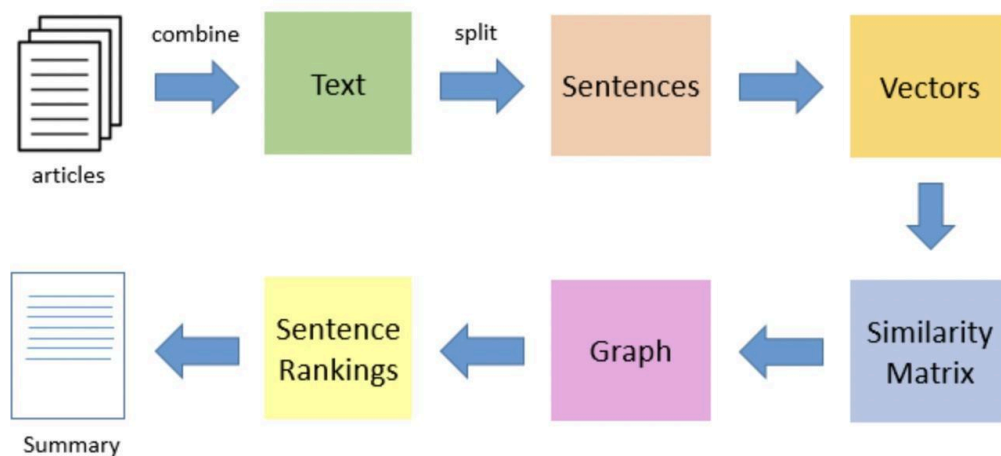 combine
split
Text
Sentences
Vectors
articles
Sentence
Rankings
Graph
Similarity
Matrix
Summary